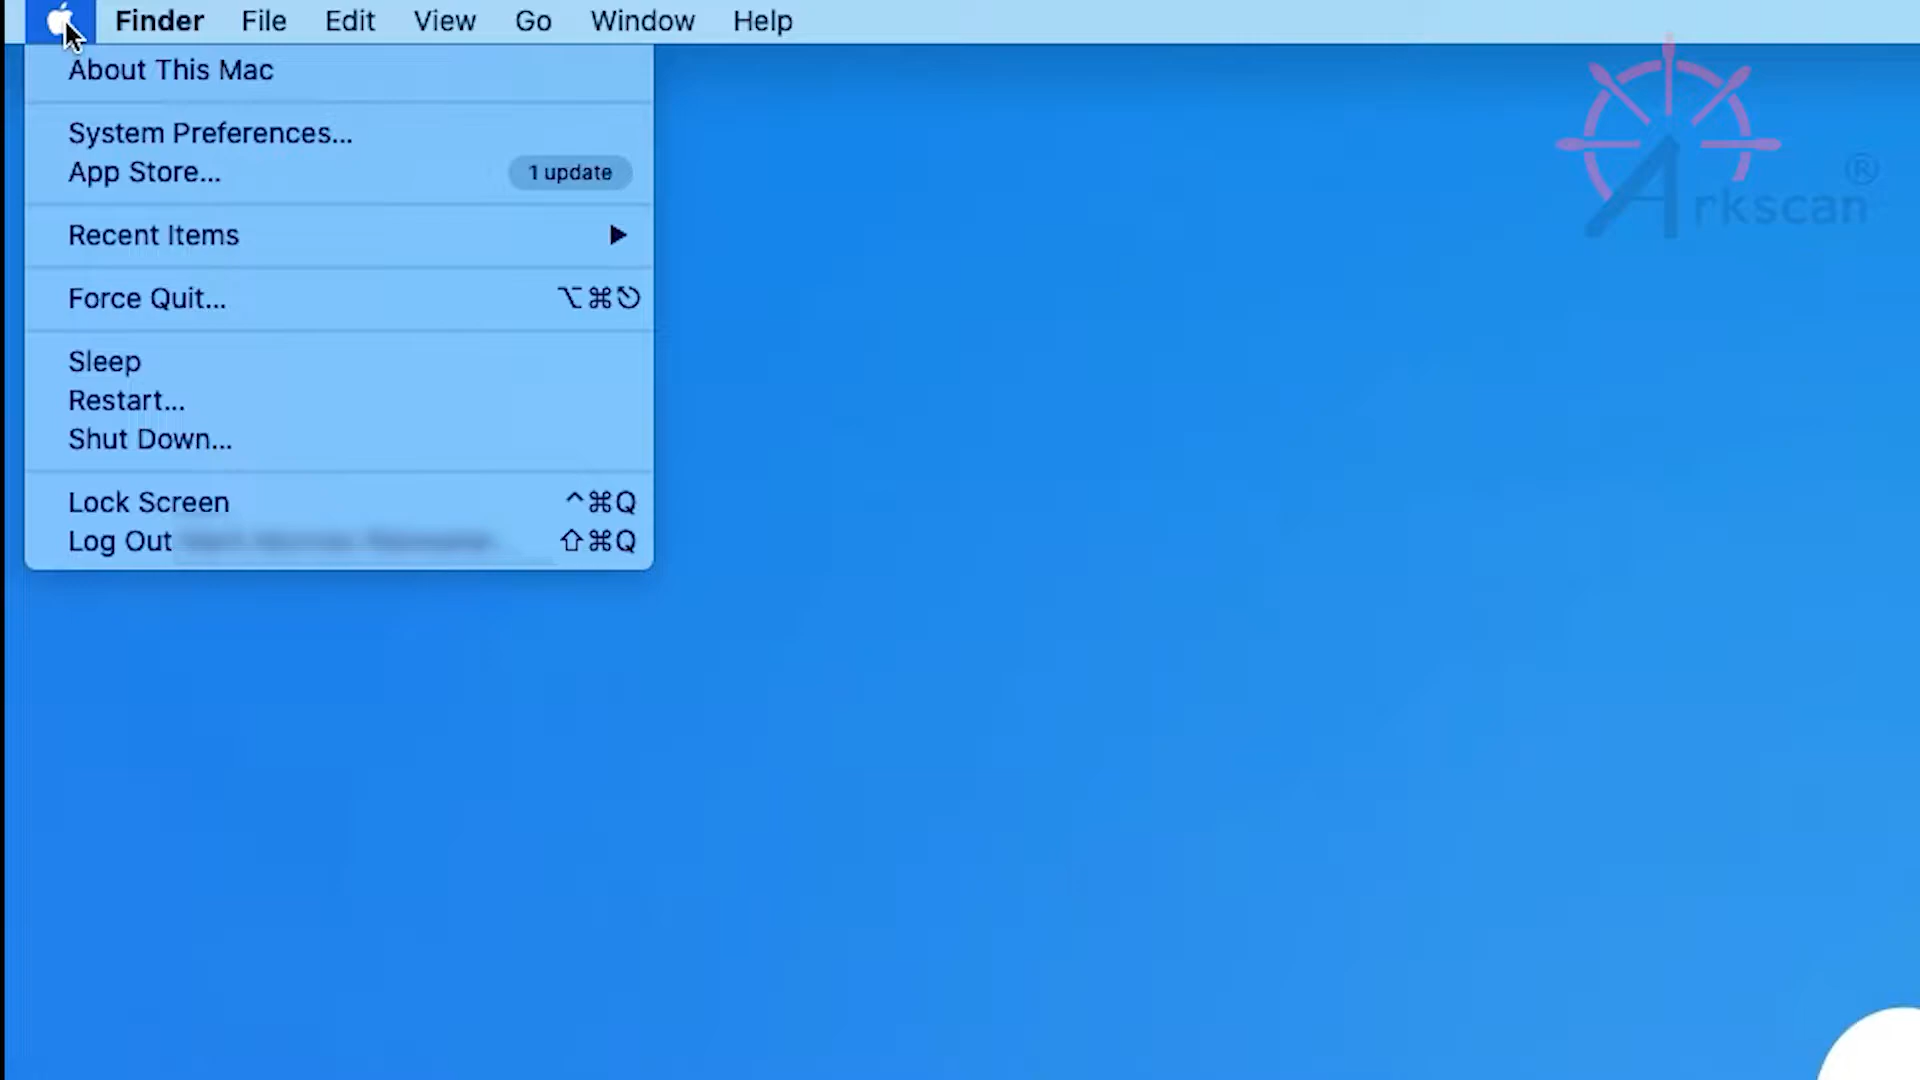 Finder File Edit View Go Window Help
About This Mac
System Preferences...
App Store... 1 update
Recent Items ▶
Force Quit... ⌥⌘⎋
Sleep
Restart...
Shut Down...
Lock Screen ^⌘Q
Log Out ⇧⌘Q
Arkscan®